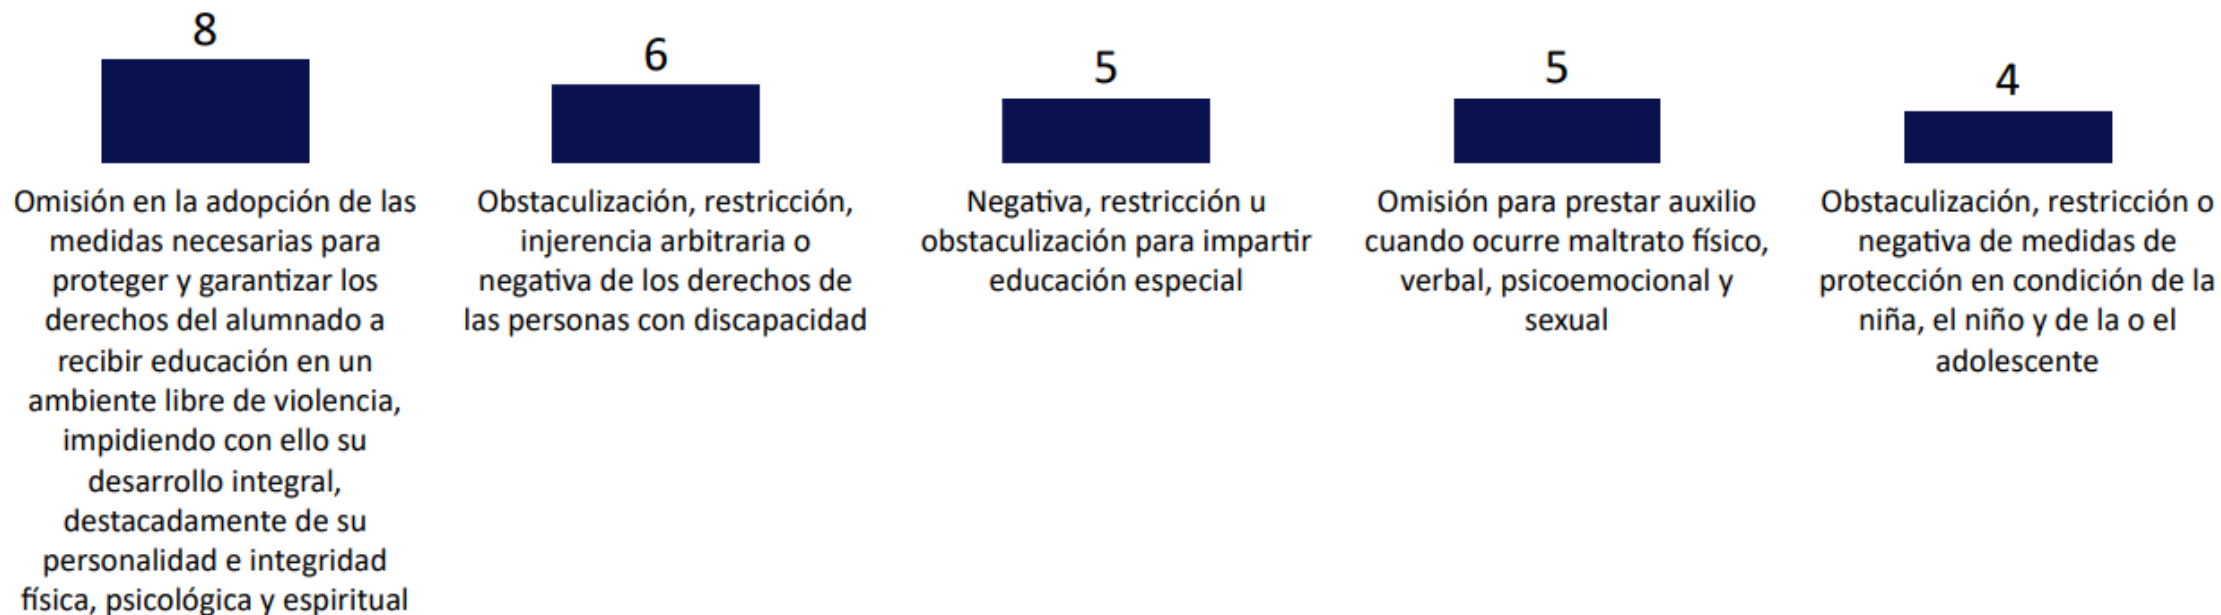 8
Omisión en la adopción de las
medidas necesarias para
proteger y garantizar los
derechos del alumnado a
recibir educación en un
ambiente libre de violencia,
impidiendo con ello su
desarrollo integral,
destacadamente de su
personalidad e integridad
física, psicológica y espiritual
6
Obstaculización, restricción,
injerencia arbitraria o
negativa de los derechos de
las personas con discapacidad
5
Negativa, restricción u
obstaculización para impartir
educación especial
5
Omisión para prestar auxilio
cuando ocurre maltrato físico,
verbal, psicoemocional y
sexual
4
Obstaculización, restricción o
negativa de medidas de
protección en condición de la
niña, el niño y de la o el
adolescente